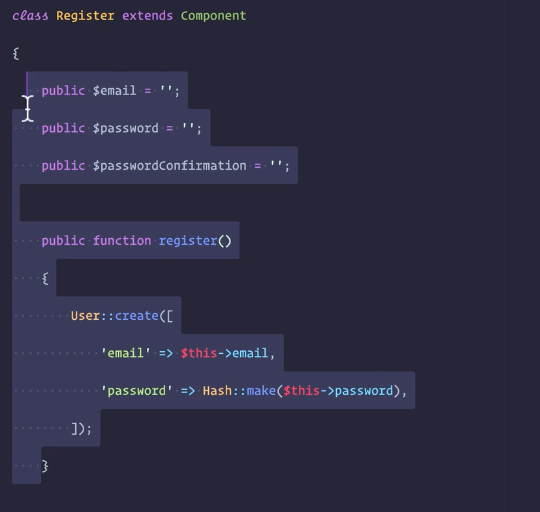 class Register extends Component
{
    public $email = '';
    public $password = '';
    public $passwordConfirmation = '';
    public function register()
    {
        User::create([
            'email' => $this->email,
            'password' => Hash::make($this->password),
        ]);
    }